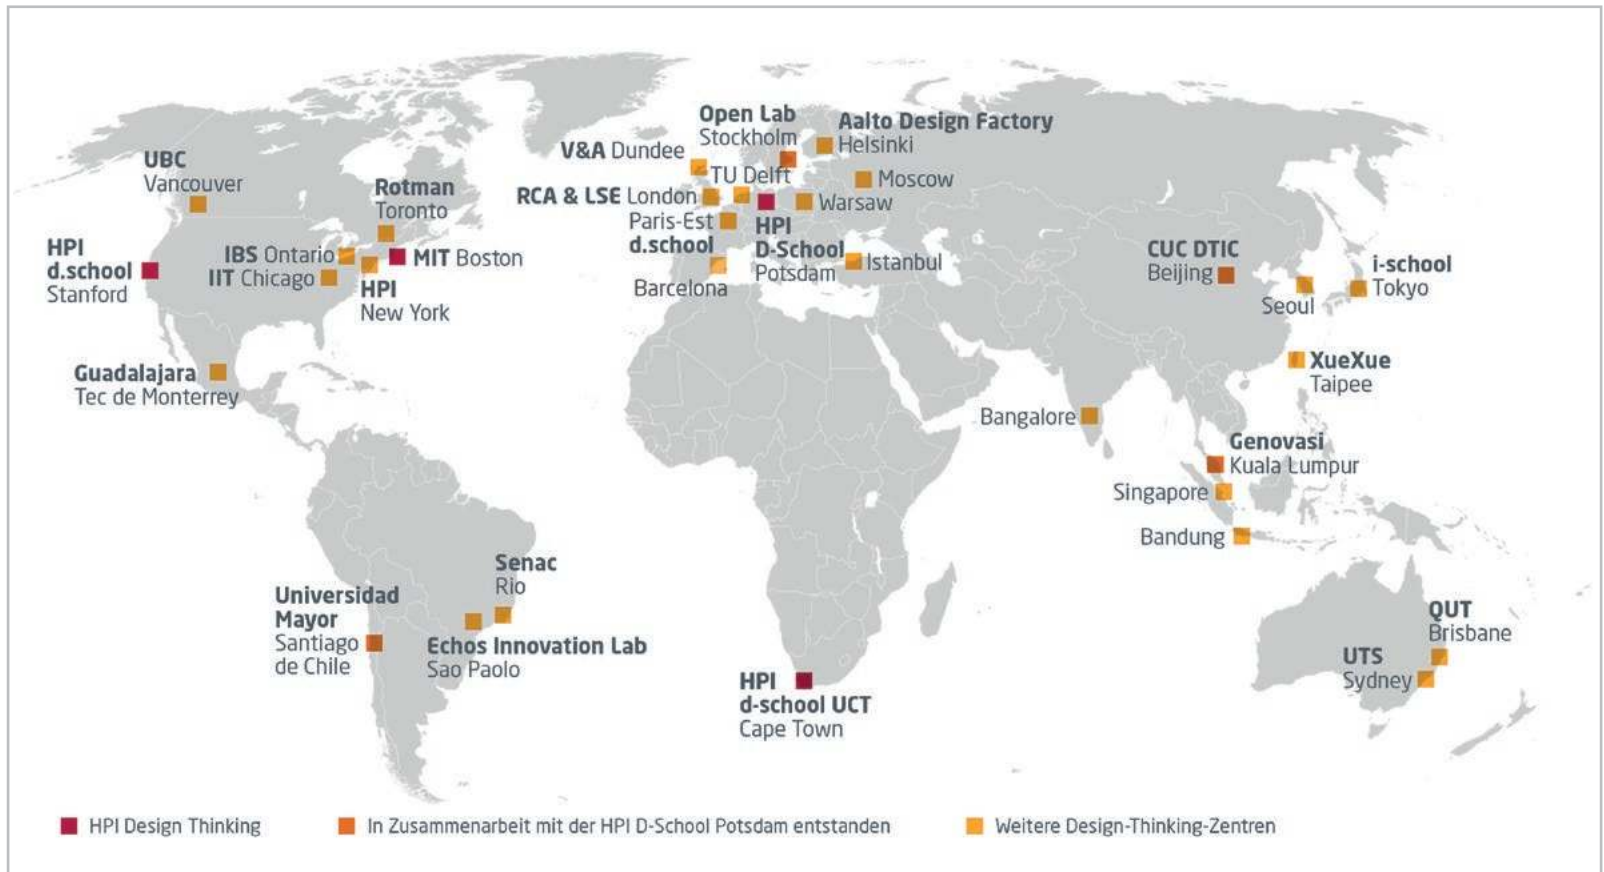 UBC
Vancouver
Rotman
Toronto
HPI
d.school
Stanford
IBS Ontario
IIT Chicago
MIT Boston
HPI
New York
Guadalajara
Tec de Monterrey
Universidad
Mayor
Santiago
de Chile
Senac
Rio
Echos Innovation Lab
Sao Paolo
Open Lab
Stockholm
Aalto Design Factory
Helsinki
V&A Dundee
TU Delft
Moscow
RCA & LSE London
Warsaw
Paris-Est
d.school
HPI
D-School
Potsdam
Istanbul
Barcelona
HPI
d-school UCT
Cape Town
CUC DTIC
Beijing
Seoul
i-school
Tokyo
XueXue
Taipee
Bangalore
Genovasi
Kuala Lumpur
Singapore
Bandung
QUT
Brisbane
UTS
Sydney
HPI Design Thinking
In Zusammenarbeit mit der HPI D-School Potsdam entstanden
Weitere Design-Thinking-Zentren